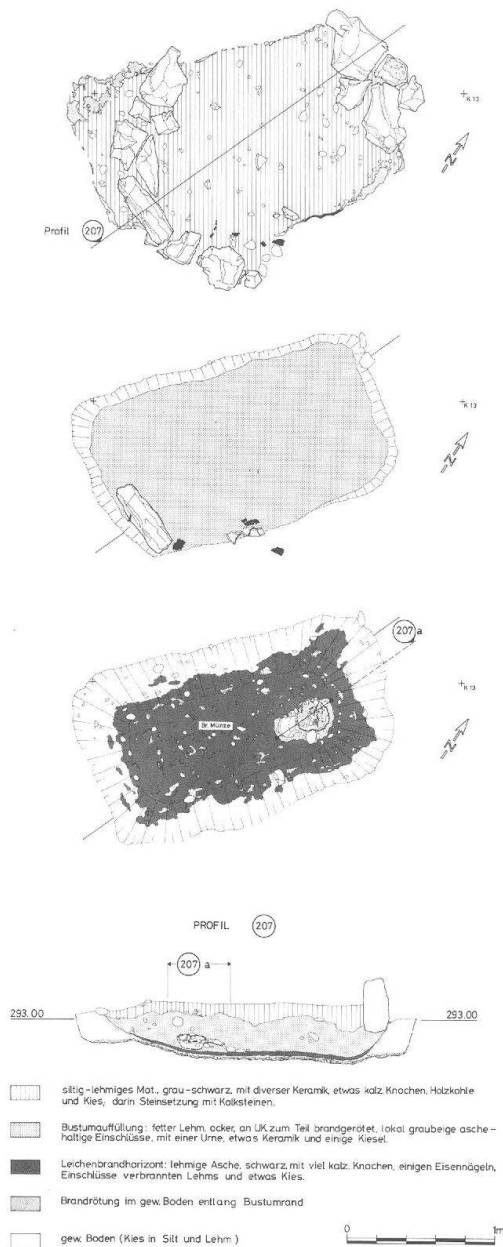 K 13
N
Profil 207
K 13
N
207 a
Br. Münze
K 13
N
PROFIL 207
207 a
293.00 293.00
siltig-lehmiges Mat., grau-schwarz, mit diverser Keramik, etwas kalz. Knochen, Holzkohle
und Kies; darin Steinsetzung mit Kalksteinen.
Bustumauffüllung: fetter Lehm, ocker, an UK zum Teil brandgerötet, lokal graubeige asche-
haltige Einschlüsse, mit einer Urne, etwas Keramik und einige Kiesel.
Leichenbrandhorizont: lehmige Asche, schwarz, mit viel kalz. Knochen, einigen Eisennägeln,
Einschlüsse verbrannten Lehms und etwas Kies.
Brandrötung im gew. Boden entlang Bustumrand
gew. Boden (Kies in Silt und Lehm)
0 1m